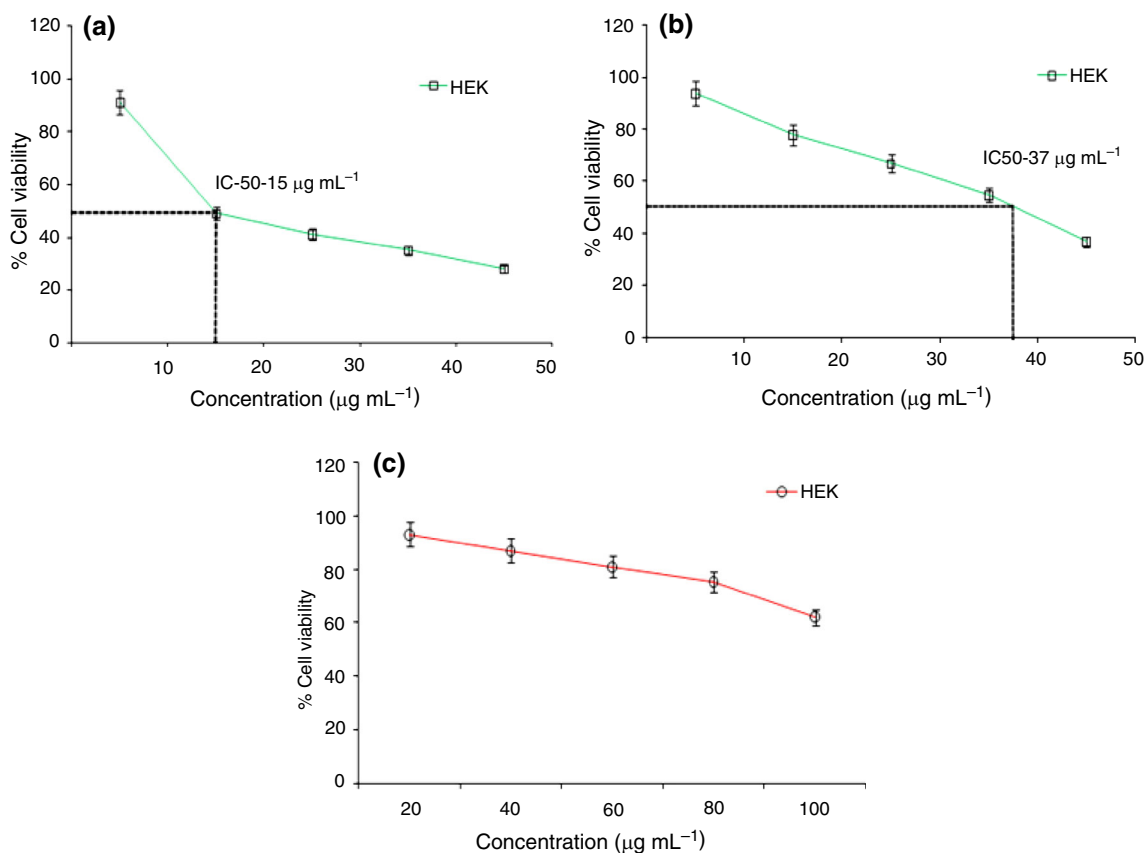 (a)
120
100
80
60
40
20
0
% Cell viability
HEK
IC-50-15 μg mL⁻¹
10 20 30 40 50
Concentration (μg mL⁻¹)
(b)
120
100
80
60
40
20
0
% Cell viability
HEK
IC50-37 μg mL⁻¹
10 20 30 40 50
Concentration (μg mL⁻¹)
(c)
120
100
80
60
40
20
0
% Cell viability
HEK
20 40 60 80 100
Concentration (μg mL⁻¹)